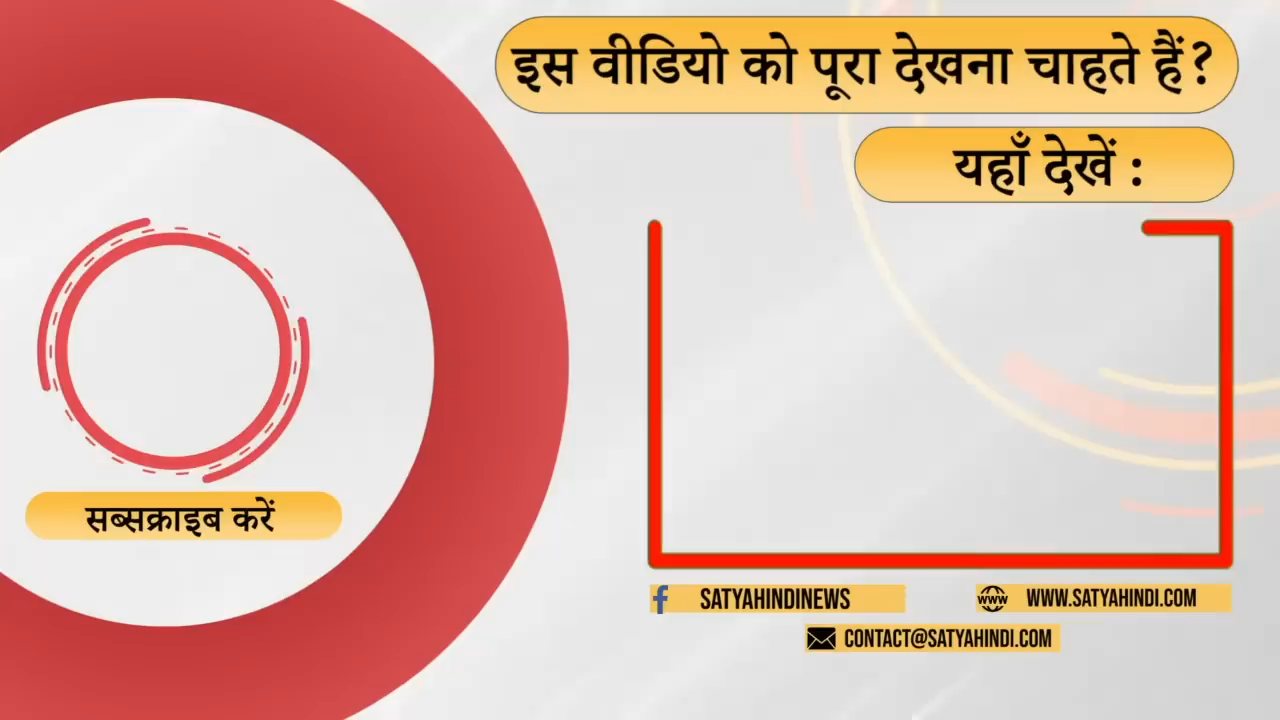 इस वीडियो को पूरा देखना चाहते हैं?
यहाँ देखें :
सब्सक्राइब करें
SATYAHINDINEWS
WWW.SATYAHINDI.COM
CONTACT@SATYAHINDI.COM